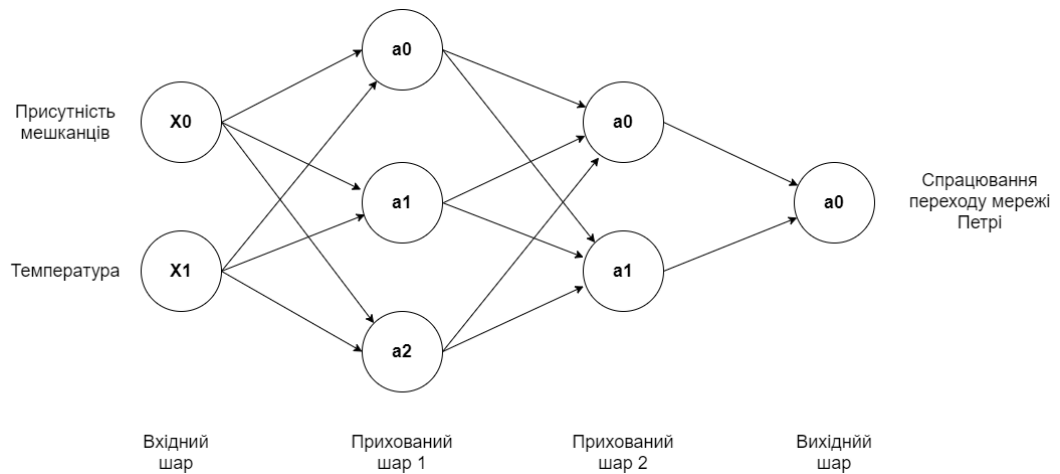 Присутність
мешканців
X0
X1
Температура
a0
a1
a2
a0
a1
a0
Спрацювання
переходу мережі
Петрі
Вхідний
шар
Прихований
шар 1
Прихований
шар 2
Вихіднйй
шар